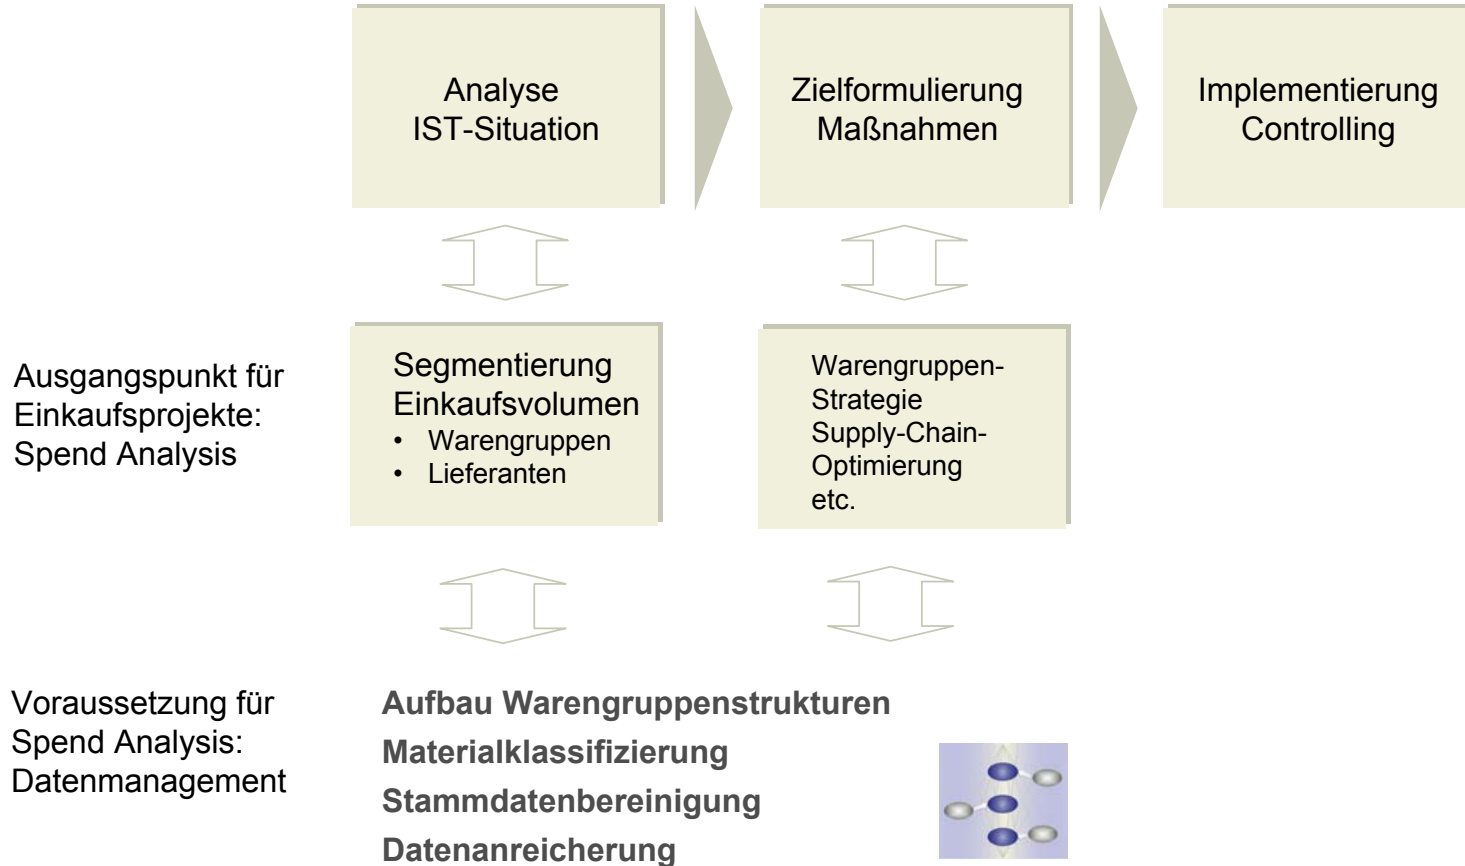 Analyse
IST-Situation
Zielformulierung
Maßnahmen
Implementierung
Controlling
Ausgangspunkt für
Einkaufsprojekte:
Spend Analysis
Segmentierung
Einkaufsvolumen
• Warengruppen
• Lieferanten
Warengruppen-
Strategie
Supply-Chain-
Optimierung
etc.
Voraussetzung für
Spend Analysis:
Datenmanagement
Aufbau Warengruppenstrukturen
Materialklassifizierung
Stammdatenbereinigung
Datenanreicherung